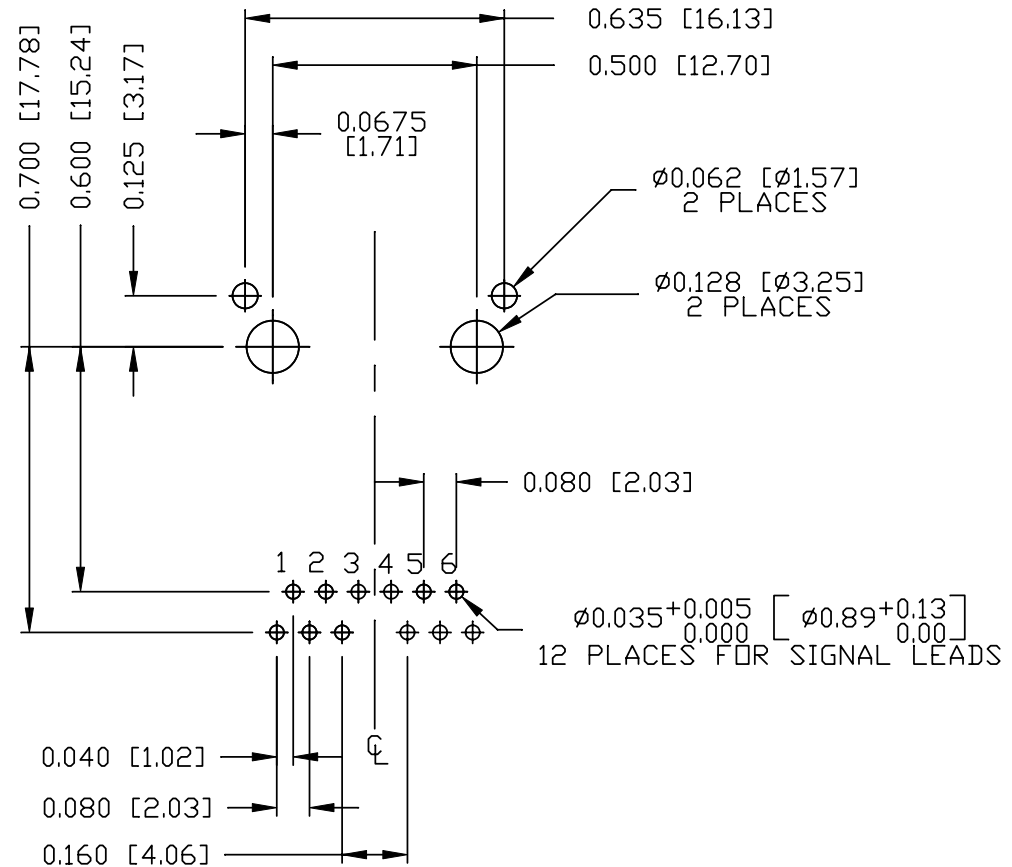 0.635 [16.13]
0.500 [12.70]
0.700 [17.78]
0.600 [15.24]
0.125 [3.17]
0.0675
[1.71]
Ø0.062 [Ø1.57]
2 PLACES
Ø0.128 [Ø3.25]
2 PLACES
0.080 [2.03]
1 2 3 4 5 6
Ø0.035+0.005 [ Ø0.89+0.13 ]
0.000 0.00
12 PLACES FOR SIGNAL LEADS
℄
0.040 [1.02]
0.080 [2.03]
0.160 [4.06]